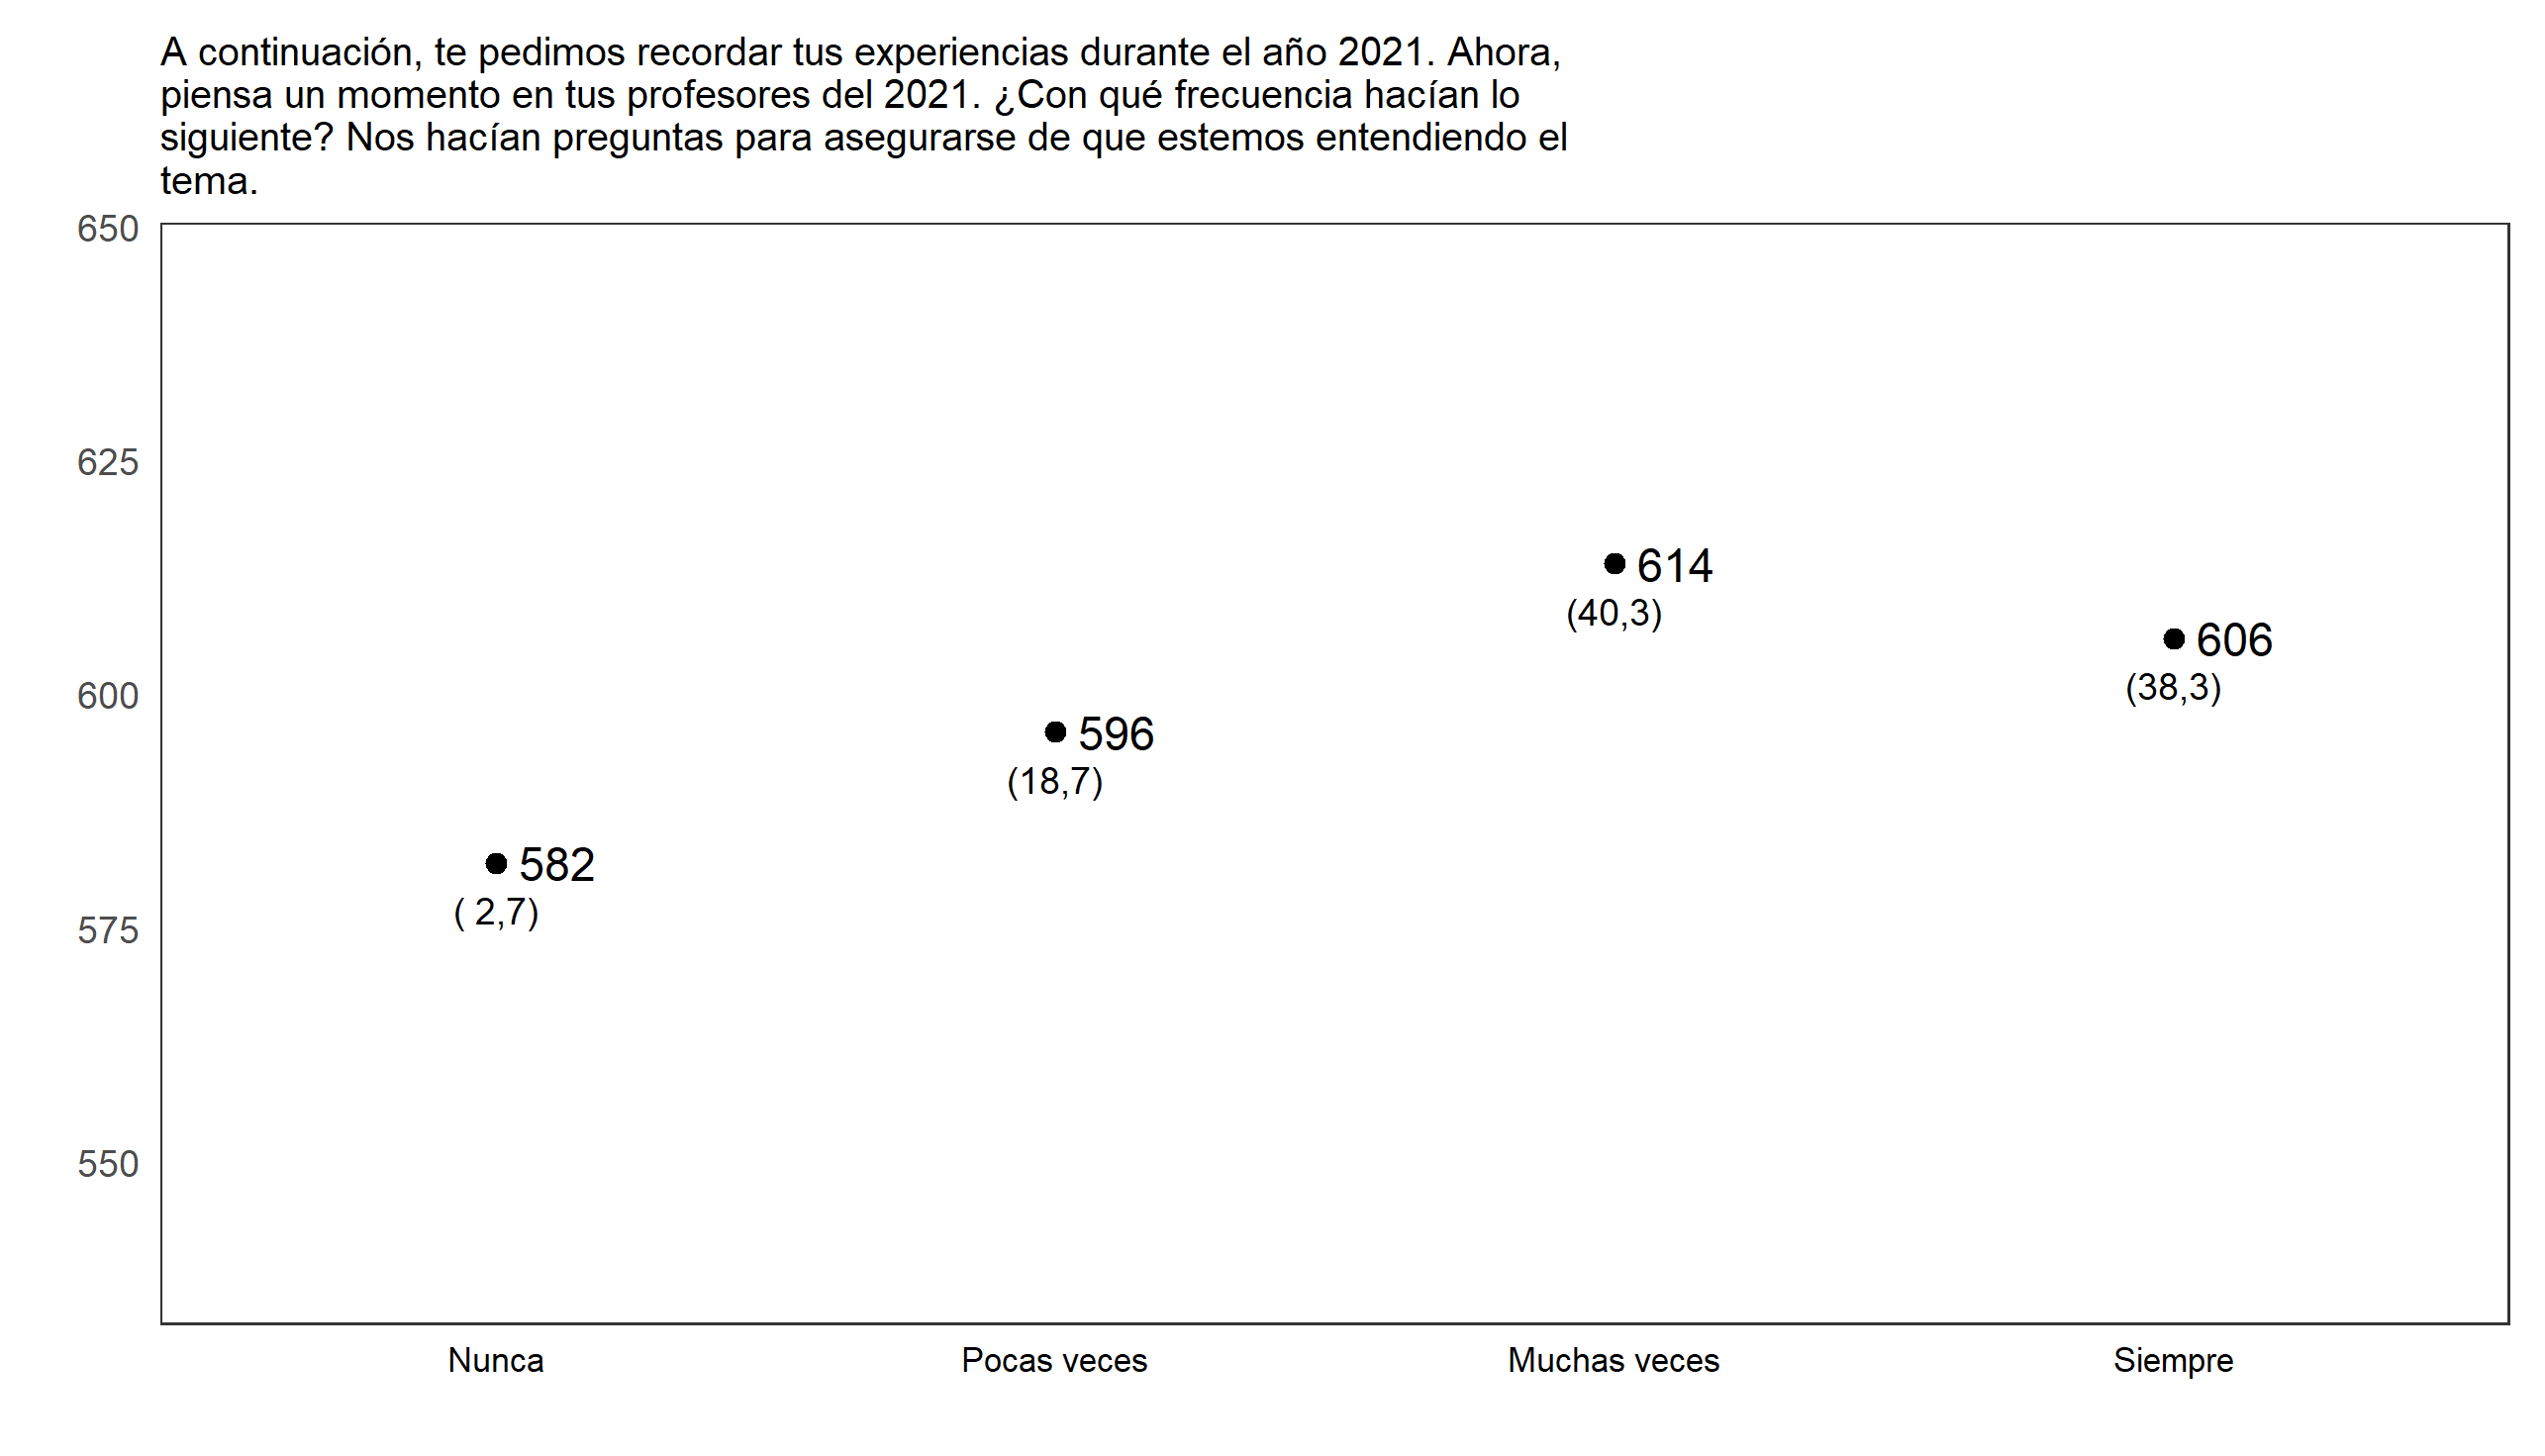 A continuación, te pedimos recordar tus experiencias durante el año 2021. Ahora,
piensa un momento en tus profesores del 2021. ¿Con qué frecuencia hacían lo
siguiente? Nos hacían preguntas para asegurarse de que estemos entendiendo el
tema.
650
625
600
575
550
582
( 2,7)
596
(18,7)
614
(40,3)
606
(38,3)
Nunca
Pocas veces
Muchas veces
Siempre